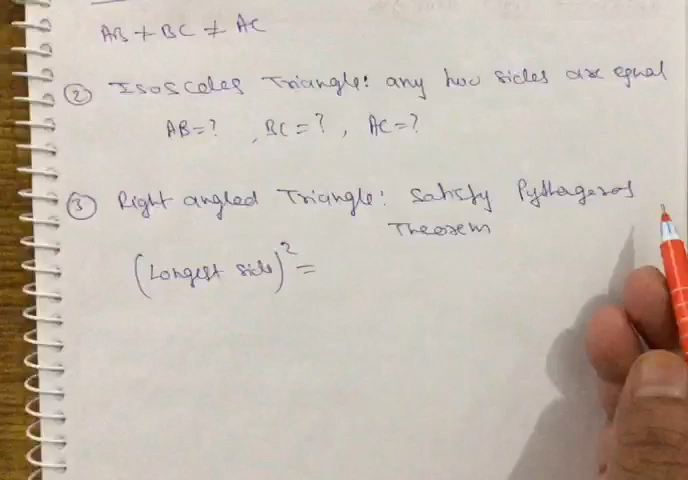 AB + BC ≠ AC
② Isosceles Triangle: any two sides are equal
AB=? , BC=? , AC=?
③ Right angled Triangle: Satisfy Pythagoros
Theorem
(Longest side)² =